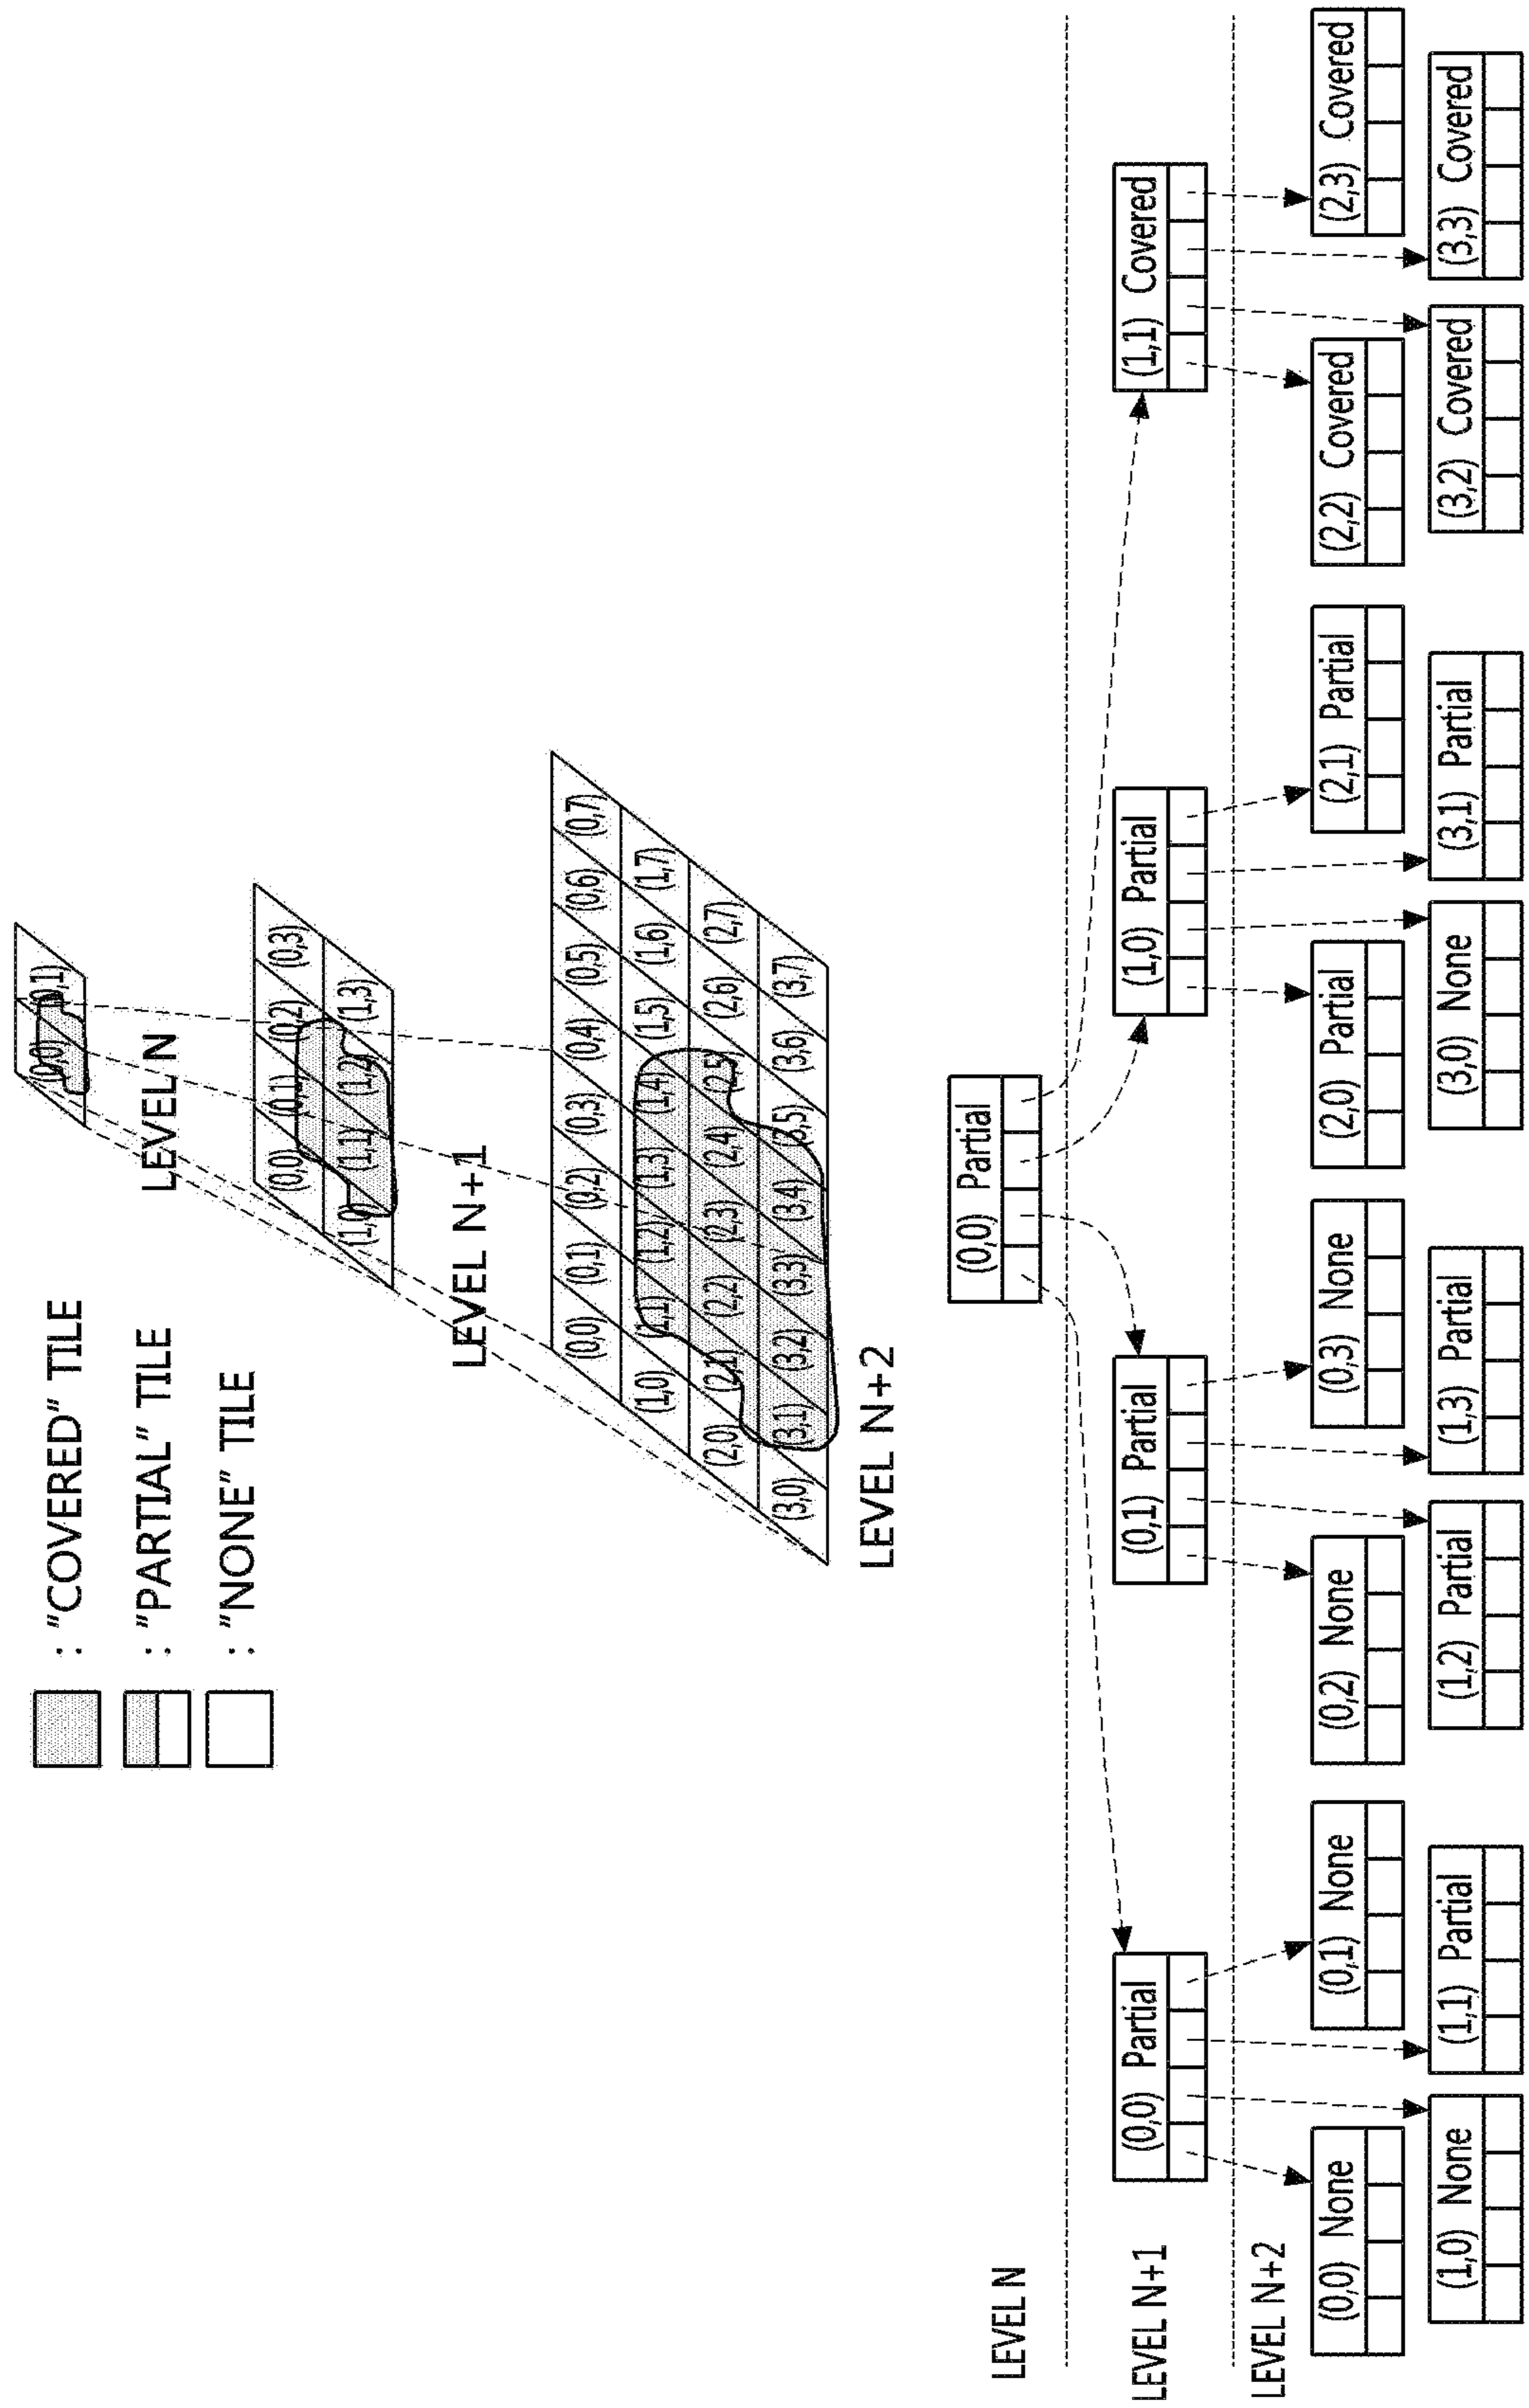 : "COVERED" TILE
: "PARTIAL" TILE
: "NONE" TILE
(0,0) (0,1)
LEVEL N
(0,0) (0,1) (0,2) (0,3)
(1,0) (1,1) (1,2) (1,3)
LEVEL N+1
(0,0) (0,1) (0,2) (0,3) (0,4) (0,5) (0,6) (0,7)
(1,0) (1,1) (1,2) (1,3) (1,4) (1,5) (1,6) (1,7)
(2,0) (2,1) (2,2) (2,3) (2,4) (2,5) (2,6) (2,7)
(3,0) (3,1) (3,2) (3,3) (3,4) (3,5) (3,6) (3,7)
LEVEL N+2
LEVEL N
(0,0) Partial
LEVEL N+1
(0,0) Partial
(0,1) Partial
(1,0) Partial
(1,1) Covered
LEVEL N+2
(0,0) None
(0,1) None
(0,2) None
(0,3) None
(2,0) Partial
(2,1) Partial
(2,2) Covered
(2,3) Covered
(1,0) None
(1,1) Partial
(1,2) Partial
(1,3) Partial
(3,0) None
(3,1) Partial
(3,2) Covered
(3,3) Covered